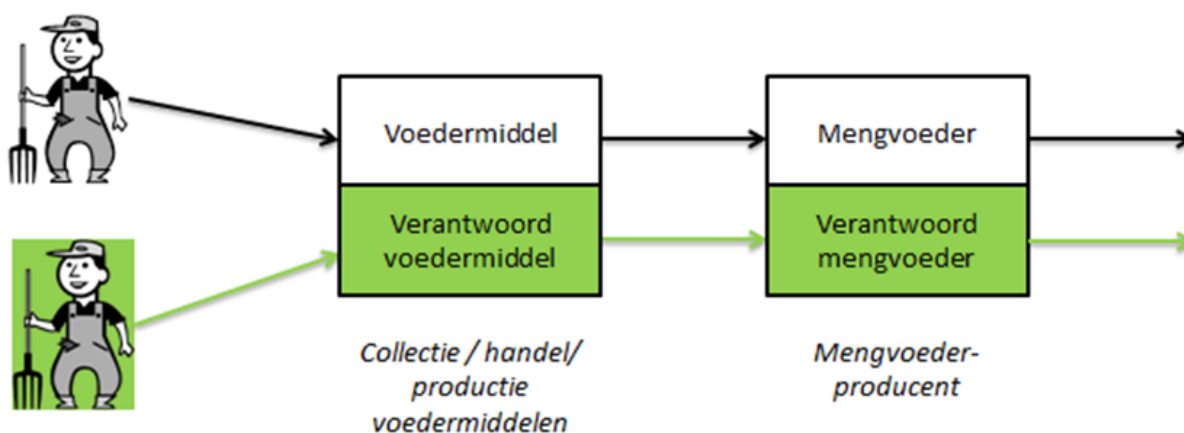 Voedermiddel
Mengvoeder
Verantwoord
voedermiddel
Verantwoord
mengvoeder
Collectie / handel/
productie
voedermiddelen
Mengvoeder-
producent